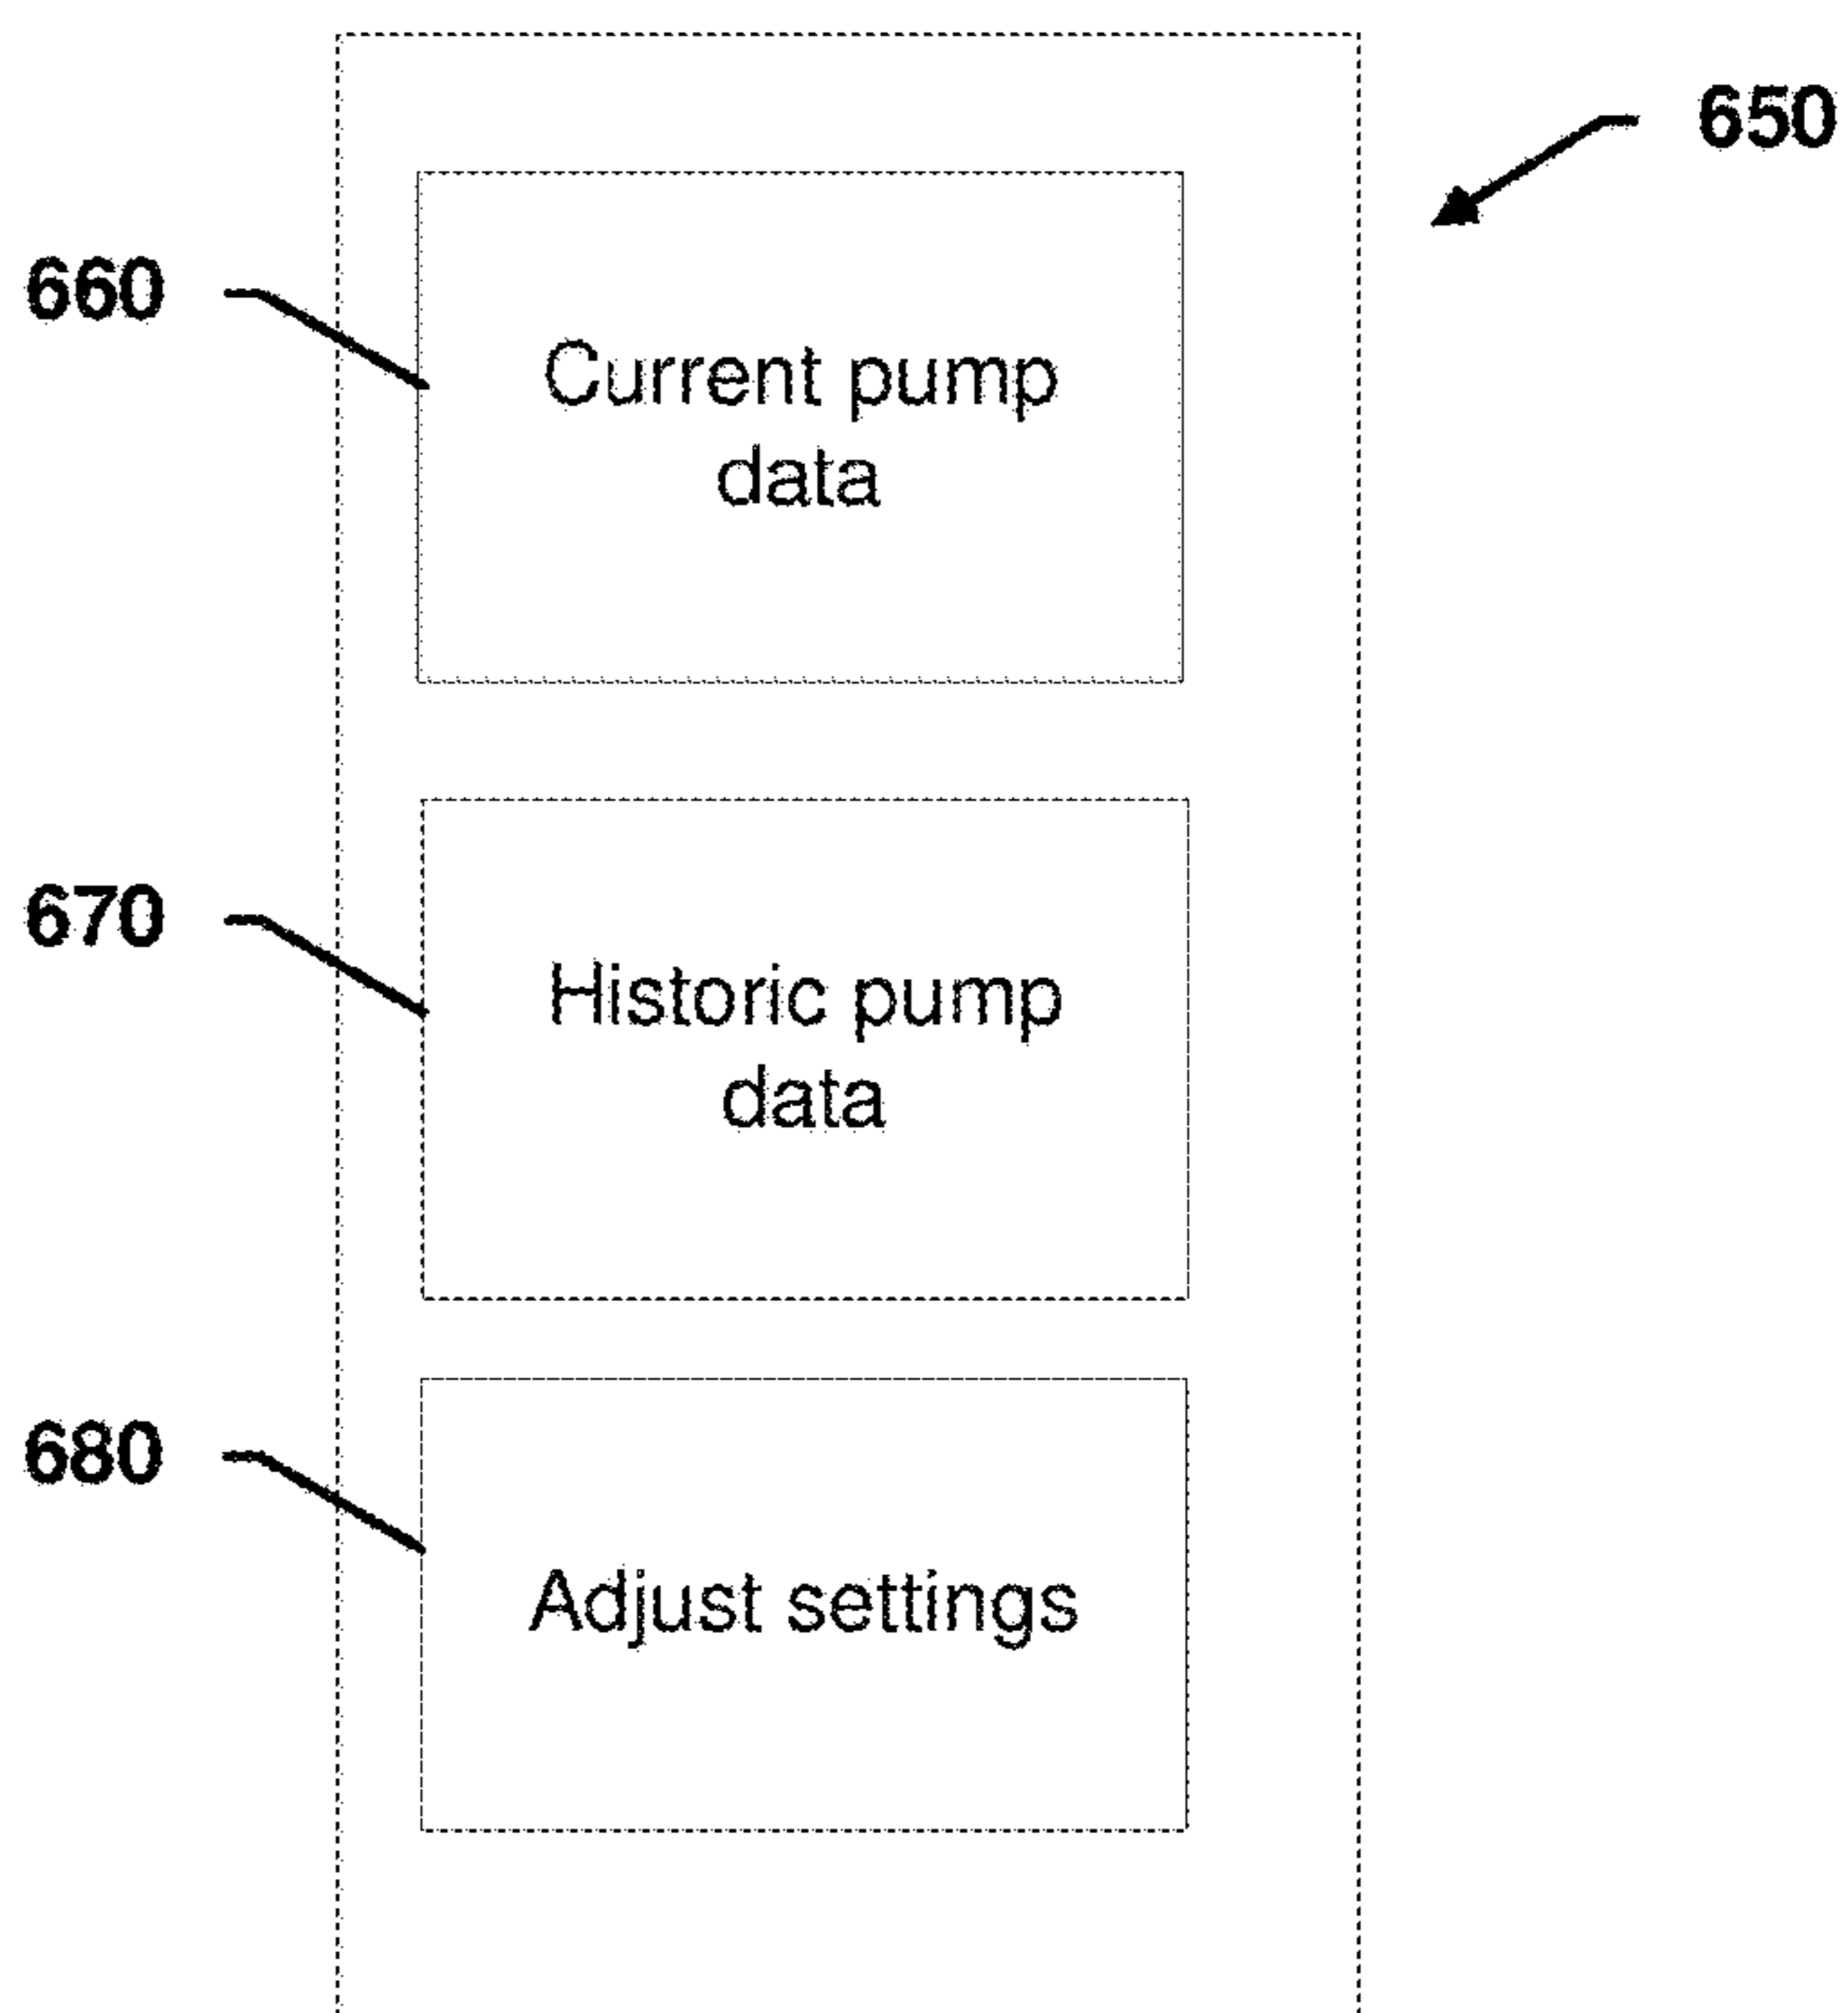 650
660
Current pump
data
670
Historic pump
data
680
Adjust settings